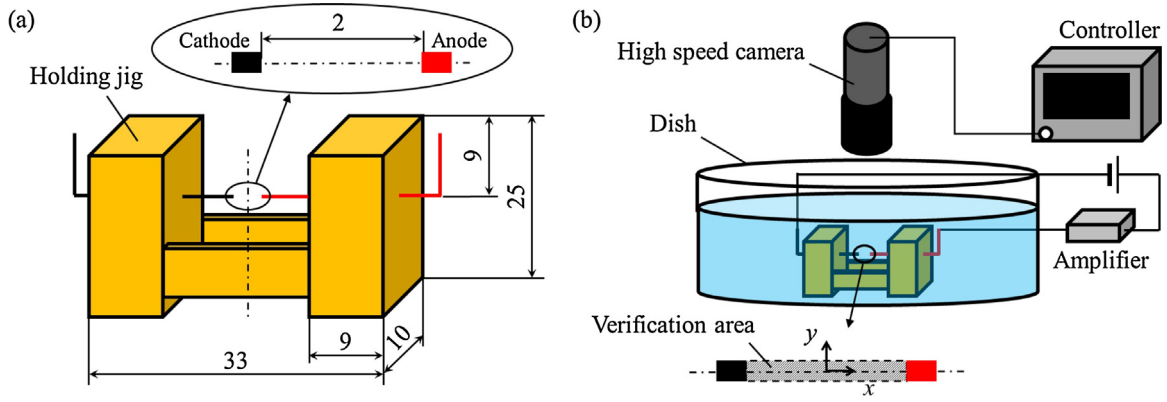 (a)
2
Cathode
Anode
Holding jig
9
25
33
9
10
(b)
Controller
High speed camera
Dish
Amplifier
Verification area
y
x